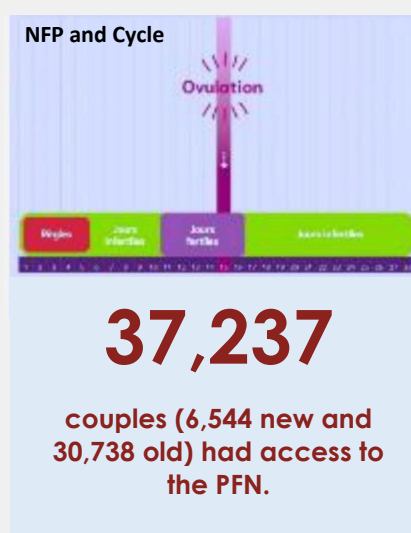 NFP and Cycle
Ovulation
Règles
Jours
infertiles
Jours
fertiles
Jours infertiles
37,237
couples (6,544 new and
30,738 old) had access to
the PFN.